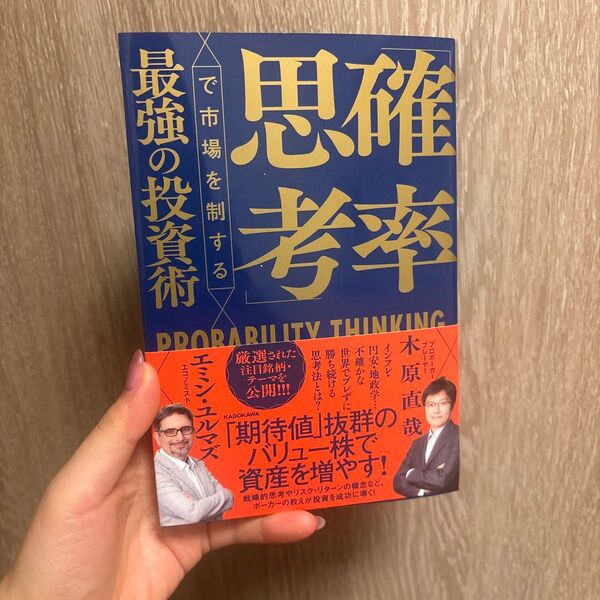 「確率
思考」
で市場を制する
最強の投資術
PROBABILITY THINKING
プロポーカー
プレーヤー
木原直哉
インフレ・
円安・地政学…
不確かな
世界でブレずに
勝ち続ける
思考法とは?
厳選された
注目銘柄・
テーマを
公開!!!
エミン・ユルマズ
エコノミスト
KADOKAWA
「期待値」抜群の
バリュー株で
資産を増やす!
戦略的思考やリスク・リターンの概念など、
ポーカーの教えが投資を成功に導く!